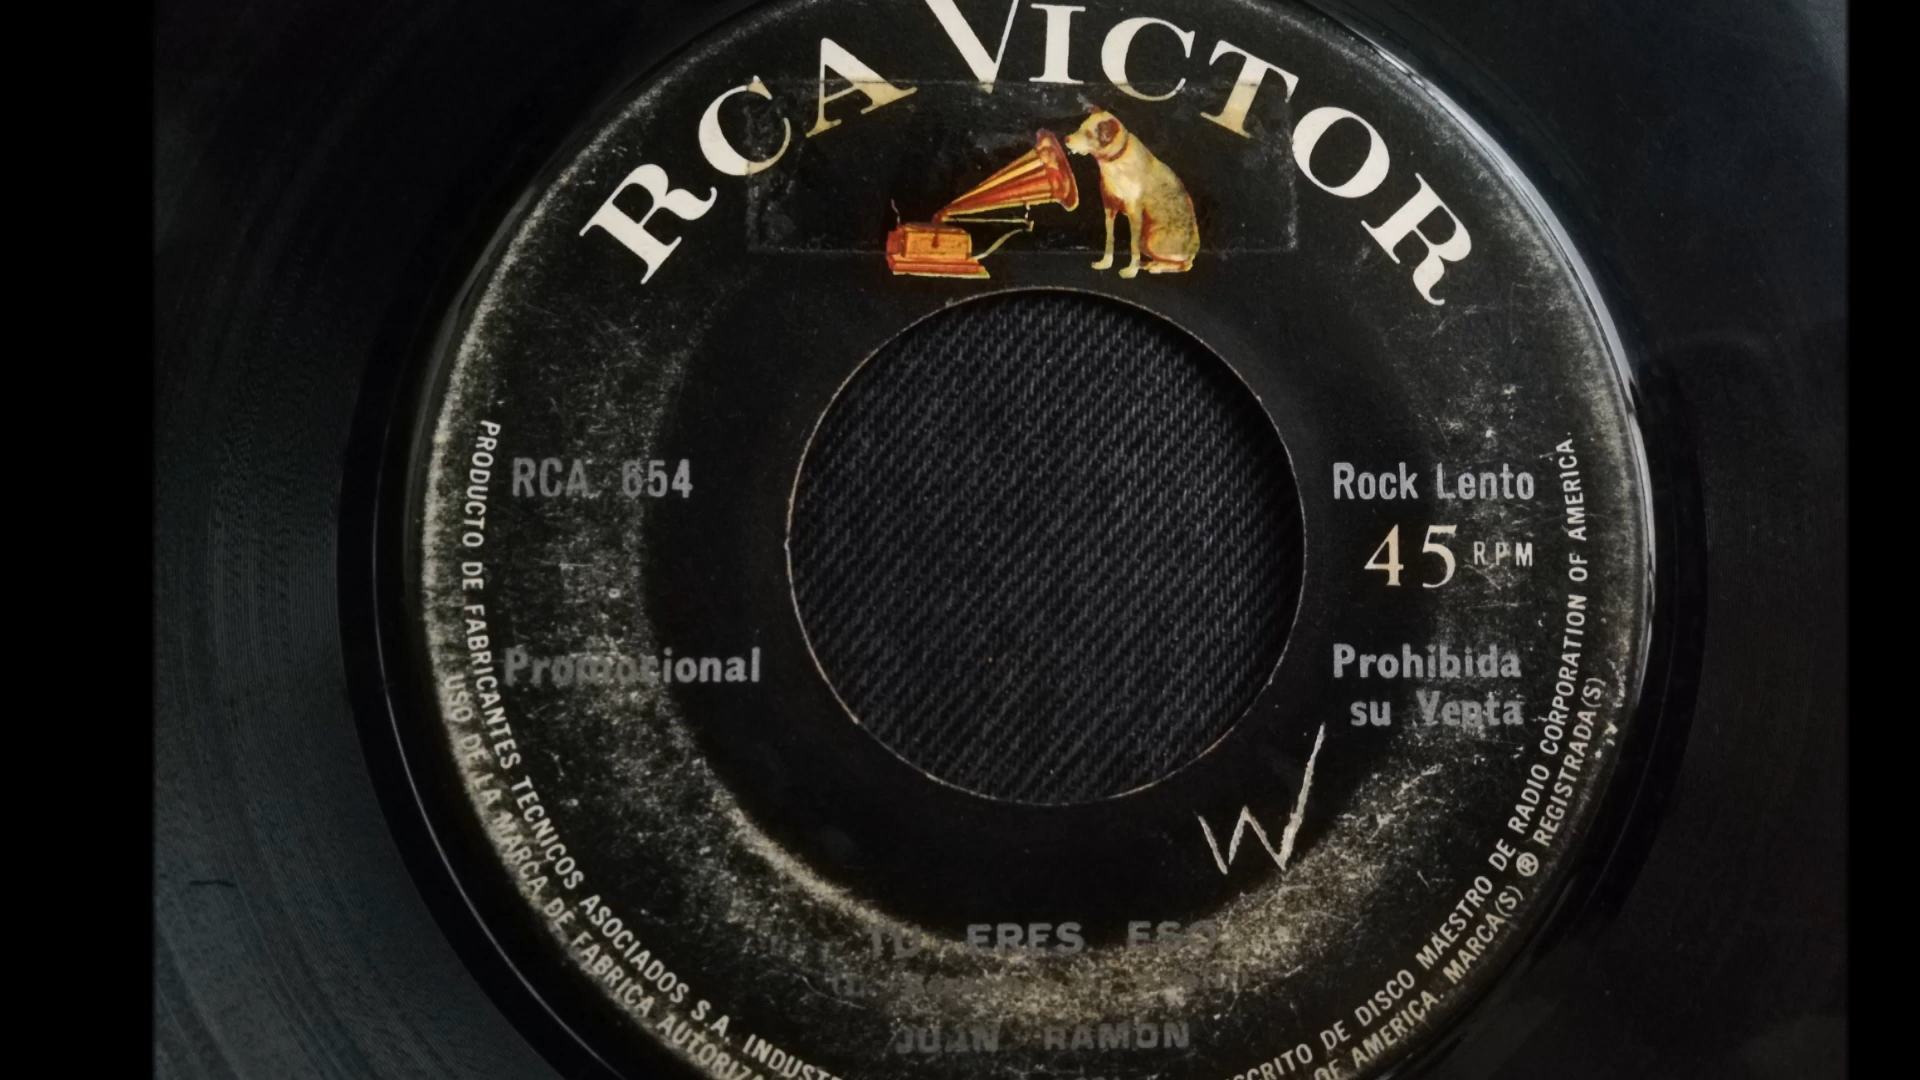 RCA VICTOR
RCA 654
Rock Lento
45 RPM
Promocional
Prohibida
su Venta
W
TU ERES ESO
JUAN RAMON
PRODUCTO DE FABRICANTES TECNICOS ASOCIADOS S.A. INDUST
USO DE LA MARCA DE FABRICA AUTORIZA
SCRITO DE DISCO MAESTRO DE RADIO CORPORATION OF AMERICA.
OF AMERICA. MARCA(S) ® REGISTRADA(S)